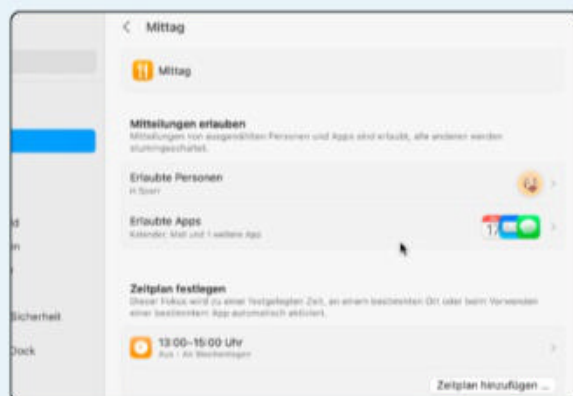 Mittag
Mittag
Mitteilungen erlauben
Mitteilungen von ausgewählten Personen und Apps sind erlaubt, alle anderen werden
stummgeschaltet.
Erlaubte Personen
Erlaubte Apps
Kalender, Mail und 1 weitere App
17
Zeitplan festlegen
Dieser Fokus wird zu einer festgelegten Zeit, an einem bestimmten Ort oder beim Verwenden
einer bestimmten App automatisch aktiviert.
13:00–15:00 Uhr
Aus – An Wochentagen
Sicherheit
Dock
Zeitplan hinzufügen ...